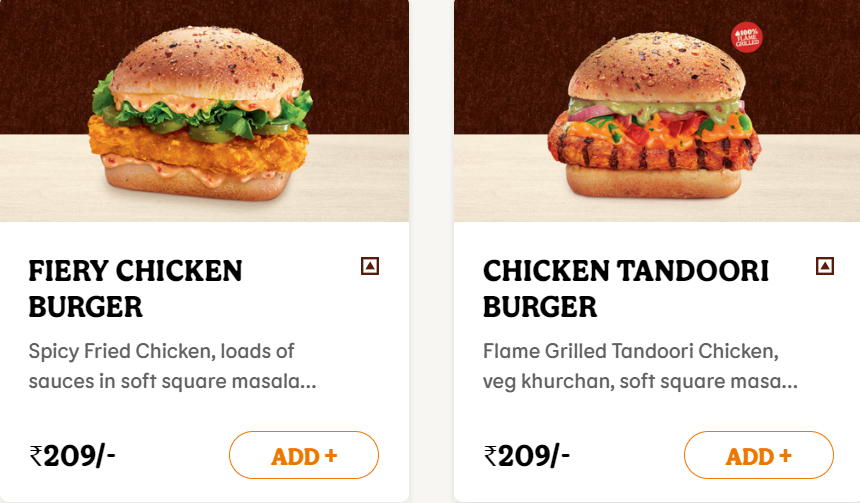 100%
FLAME
GRILLED
FIERY CHICKEN
BURGER
Spicy Fried Chicken, loads of
sauces in soft square masala...
₹209/-
ADD +
CHICKEN TANDOORI
BURGER
Flame Grilled Tandoori Chicken,
veg khurchan, soft square masa...
₹209/-
ADD +